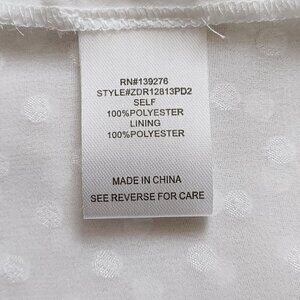 RN#139276
STYLE#ZDR12813PD2
SELF
100%POLYESTER
LINING
100%POLYESTER
MADE IN CHINA
SEE REVERSE FOR CARE